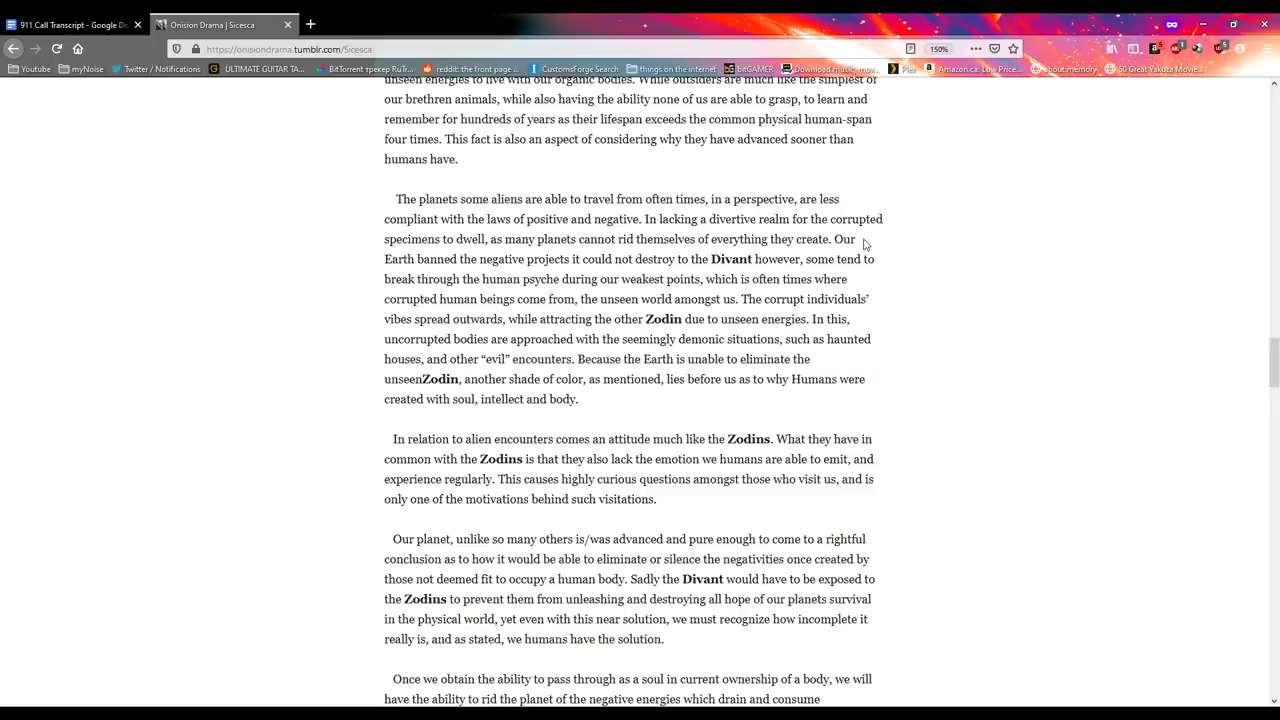 911 Call Transcript - Google Do
Onision Drama | Sicesca
https://onisiondrama.tumblr.com/Sicesca
150%
Youtube
myNoise
Twitter / Notifications
ULTIMATE GUITAR TA...
BitTorrent трекер RuTr...
reddit: the front page ...
CustomsForge Search
things on the internet
bitGAMER
Download music, mov...
Plex
Amazon.ca: Low Price...
about:memory
50 Great Yakuza Movie...
unseen energies to live with our organic bodies. While outsiders are much like the simplest of
our brethren animals, while also having the ability none of us are able to grasp, to learn and
remember for hundreds of years as their lifespan exceeds the common physical human-span
four times. This fact is also an aspect of considering why they have advanced sooner than
humans have.
The planets some aliens are able to travel from often times, in a perspective, are less
compliant with the laws of positive and negative. In lacking a divertive realm for the corrupted
specimens to dwell, as many planets cannot rid themselves of everything they create. Our
Earth banned the negative projects it could not destroy to the Divant however, some tend to
break through the human psyche during our weakest points, which is often times where
corrupted human beings come from, the unseen world amongst us. The corrupt individuals’
vibes spread outwards, while attracting the other Zodin due to unseen energies. In this,
uncorrupted bodies are approached with the seemingly demonic situations, such as haunted
houses, and other “evil” encounters. Because the Earth is unable to eliminate the
unseenZodin, another shade of color, as mentioned, lies before us as to why Humans were
created with soul, intellect and body.
In relation to alien encounters comes an attitude much like the Zodins. What they have in
common with the Zodins is that they also lack the emotion we humans are able to emit, and
experience regularly. This causes highly curious questions amongst those who visit us, and is
only one of the motivations behind such visitations.
Our planet, unlike so many others is/was advanced and pure enough to come to a rightful
conclusion as to how it would be able to eliminate or silence the negativities once created by
those not deemed fit to occupy a human body. Sadly the Divant would have to be exposed to
the Zodins to prevent them from unleashing and destroying all hope of our planets survival
in the physical world, yet even with this near solution, we must recognize how incomplete it
really is, and as stated, we humans have the solution.
Once we obtain the ability to pass through as a soul in current ownership of a body, we will
have the ability to rid the planet of the negative energies which drain and consume